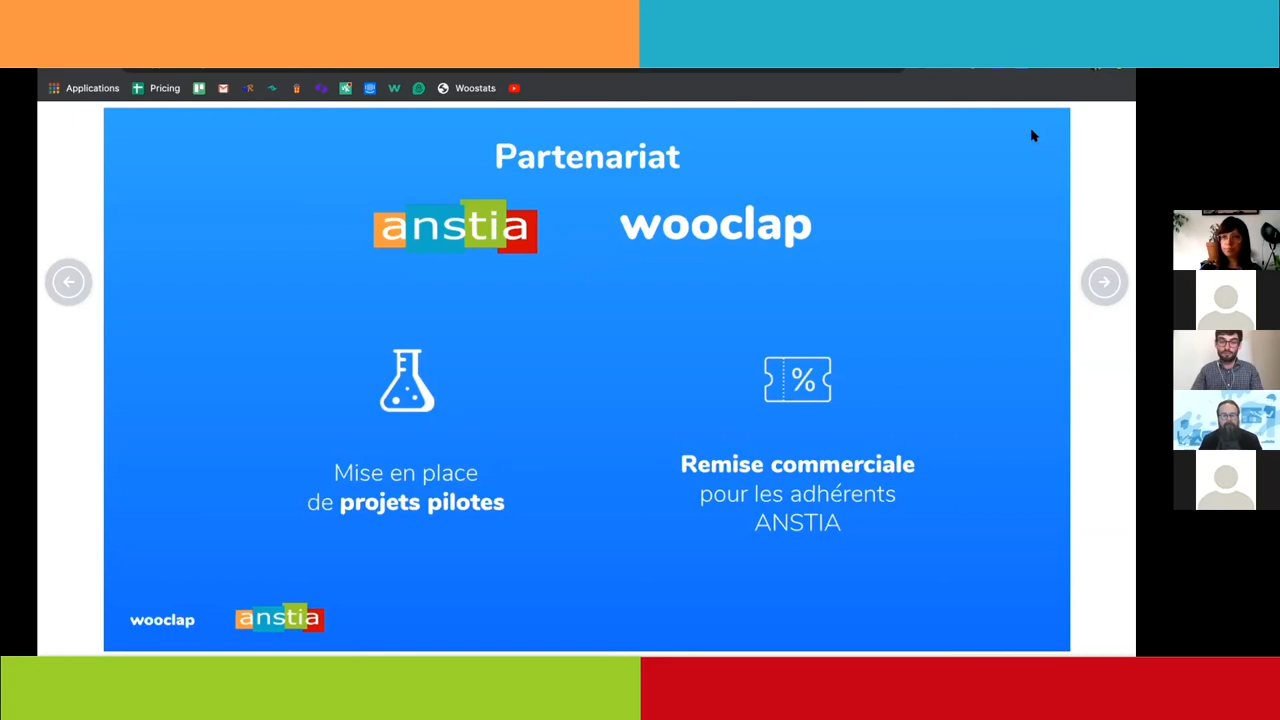 Applications Pricing Woostats
Partenariat
anstia wooclap
Mise en place
de projets pilotes
Remise commerciale
pour les adhérents
ANSTIA
wooclap anstia